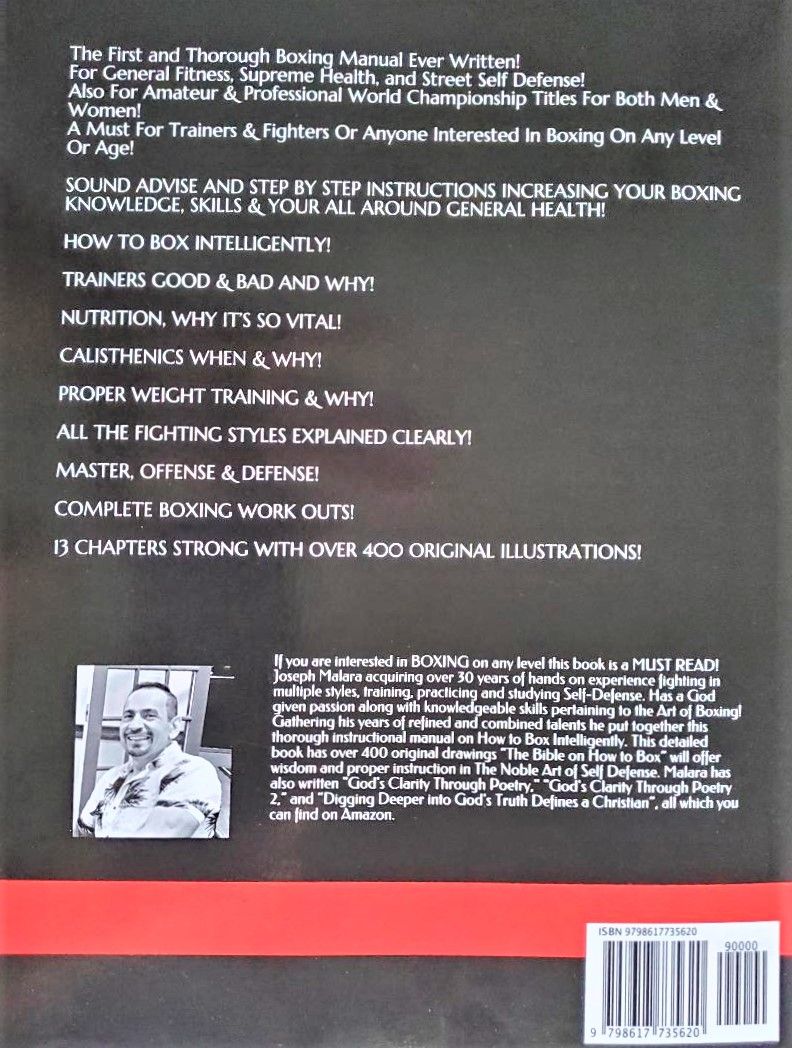 The First and Thorough Boxing Manual Ever Written!
For General Fitness, Supreme Health, and Street Self Defense!
Also For Amateur & Professional World Championship Titles For Both Men &
Women!
A Must For Trainers & Fighters Or Anyone Interested In Boxing On Any Level
Or Age!
SOUND ADVISE AND STEP BY STEP INSTRUCTIONS INCREASING YOUR BOXING
KNOWLEDGE, SKILLS & YOUR ALL AROUND GENERAL HEALTH!
HOW TO BOX INTELLIGENTLY!
TRAINERS GOOD & BAD AND WHY!
NUTRITION, WHY IT'S SO VITAL!
CALISTHENICS WHEN & WHY!
PROPER WEIGHT TRAINING & WHY!
ALL THE FIGHTING STYLES EXPLAINED CLEARLY!
MASTER, OFFENSE & DEFENSE!
COMPLETE BOXING WORK OUTS!
13 CHAPTERS STRONG WITH OVER 400 ORIGINAL ILLUSTRATIONS!
If you are interested in BOXING on any level this book is a MUST READ!
Joseph Malara acquiring over 30 years of hands on experience fighting in
multiple styles, training, practicing and studying Self-Defense. Has a God
given passion along with knowledgeable skills pertaining to the Art of Boxing!
Gathering his years of refined and combined talents he put together this
thorough instructional manual on How to Box Intelligently. This detailed
book has over 400 original drawings "The Bible on How to Box" will offer
wisdom and proper instruction in The Noble Art of Self Defense. Malara has
also written "God's Clarity Through Poetry," "God's Clarity Through Poetry
2," and "Digging Deeper into God's Truth Defines a Christian", all which you
can find on Amazon.
ISBN 9798617735620
90000
9 798617 735620